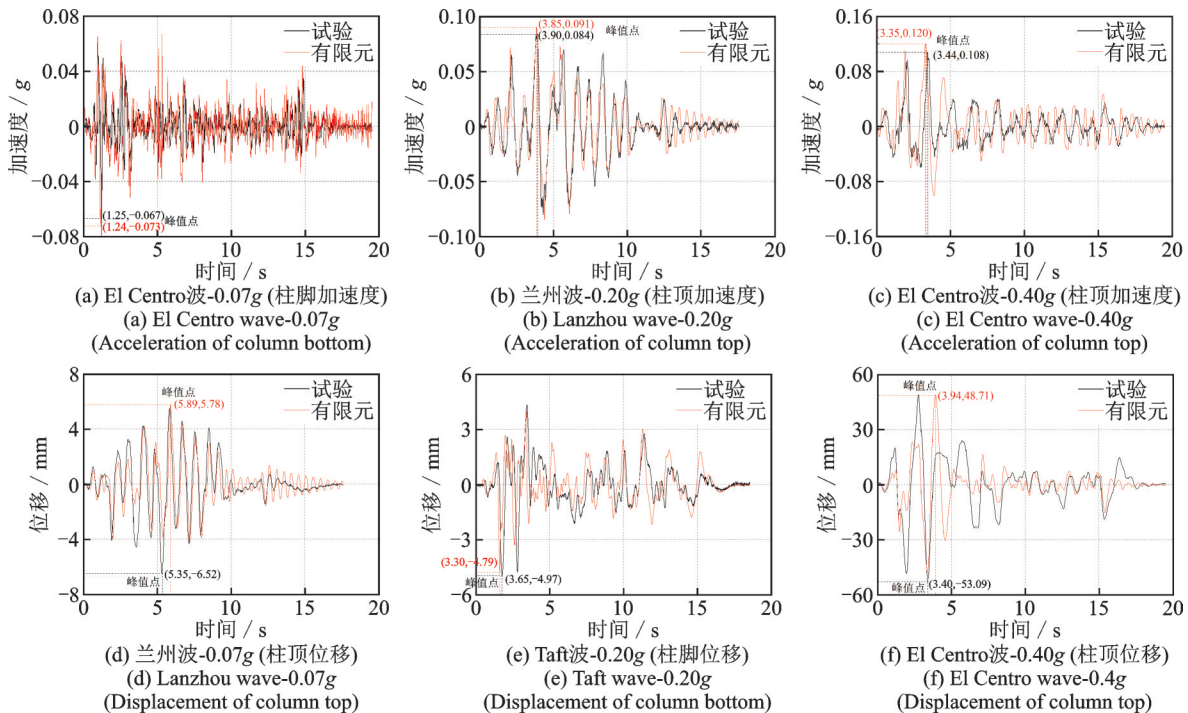 0.08
试验
有限元
0.04
0
−0.04
−0.08
加速度 / g
(1.25,−0.067)
峰值点
(1.24,−0.073)
0 5 10 15 20
时间 / s
(a) El Centro波-0.07g (柱脚加速度)
(a) El Centro wave-0.07g
(Acceleration of column bottom)
0.10
(3.85,0.091)
(3.90,0.084)
峰值点
试验
有限元
0.05
0
−0.05
−0.10
加速度 / g
0 5 10 15 20
时间 / s
(b) 兰州波-0.20g (柱顶加速度)
(b) Lanzhou wave-0.20g
(Acceleration of column top)
0.16
(3.35,0.120)
峰值点
(3.44,0.108)
试验
有限元
0.08
0
−0.08
−0.16
加速度 / g
0 5 10 15 20
时间 / s
(c) El Centro波-0.40g (柱顶加速度)
(c) El Centro wave-0.40g
(Acceleration of column top)
8
峰值点
(5.89,5.78)
试验
有限元
4
0
−4
−8
位移 / mm
峰值点
(5.35,−6.52)
0 5 10 15 20
时间 / s
(d) 兰州波-0.07g (柱顶位移)
(d) Lanzhou wave-0.07g
(Displacement of column top)
6
试验
有限元
3
0
−3
−6
位移 / mm
(3.30,−4.79)
峰值点
(3.65,−4.97)
0 5 10 15 20
时间 / s
(e) Taft波-0.20g (柱脚位移)
(e) Taft wave-0.20g
(Displacement of column bottom)
60
峰值点
(3.94,48.71)
试验
有限元
30
0
−30
−60
位移 / mm
峰值点
(3.40,−53.09)
0 5 10 15 20
时间 / s
(f) El Centro波-0.40g (柱顶位移)
(f) El Centro wave-0.4g
(Displacement of column top)